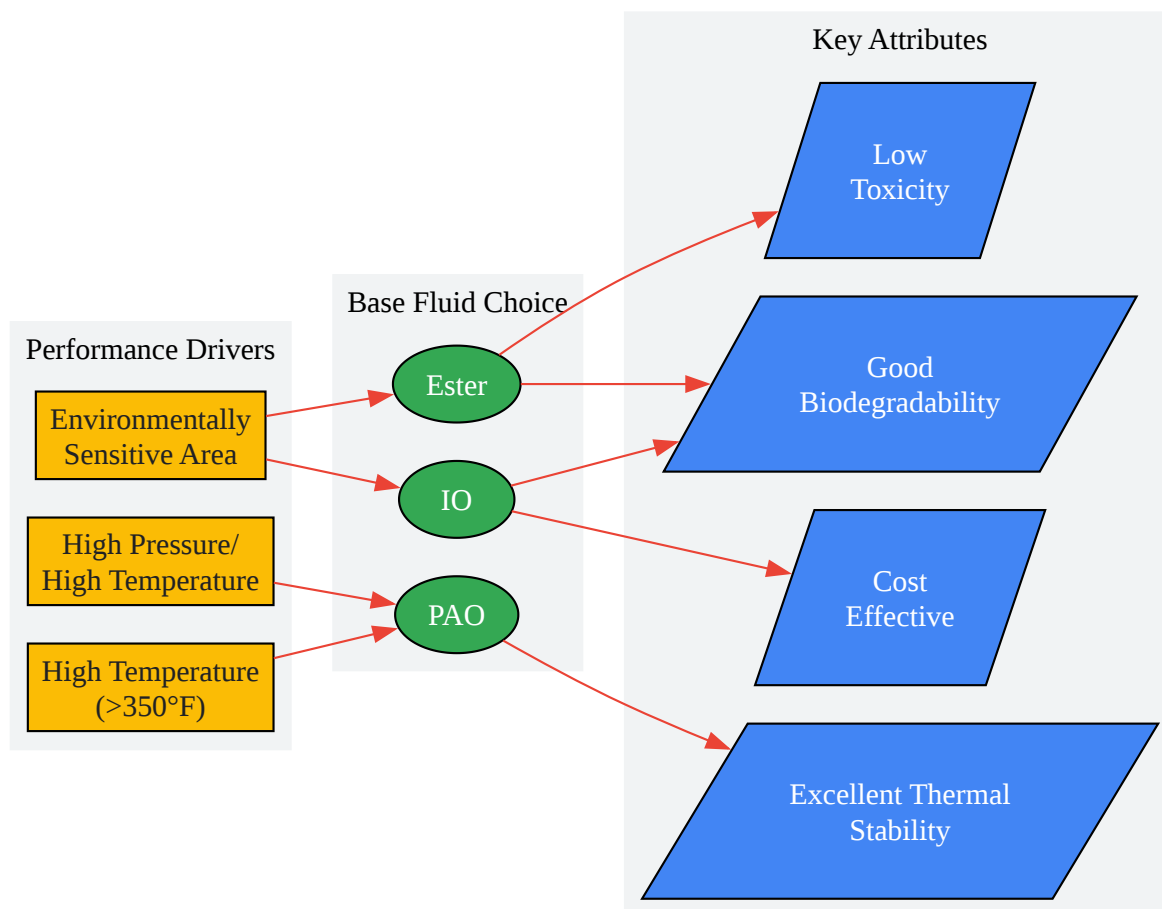 Key Attributes
Low
Toxicity
Base Fluid Choice
Good
Biodegradability
Performance Drivers
Ester
Environmentally
Sensitive Area
IO
High Pressure/
High Temperature
Cost
Effective
PAO
High Temperature
(>350°F)
Excellent Thermal
Stability